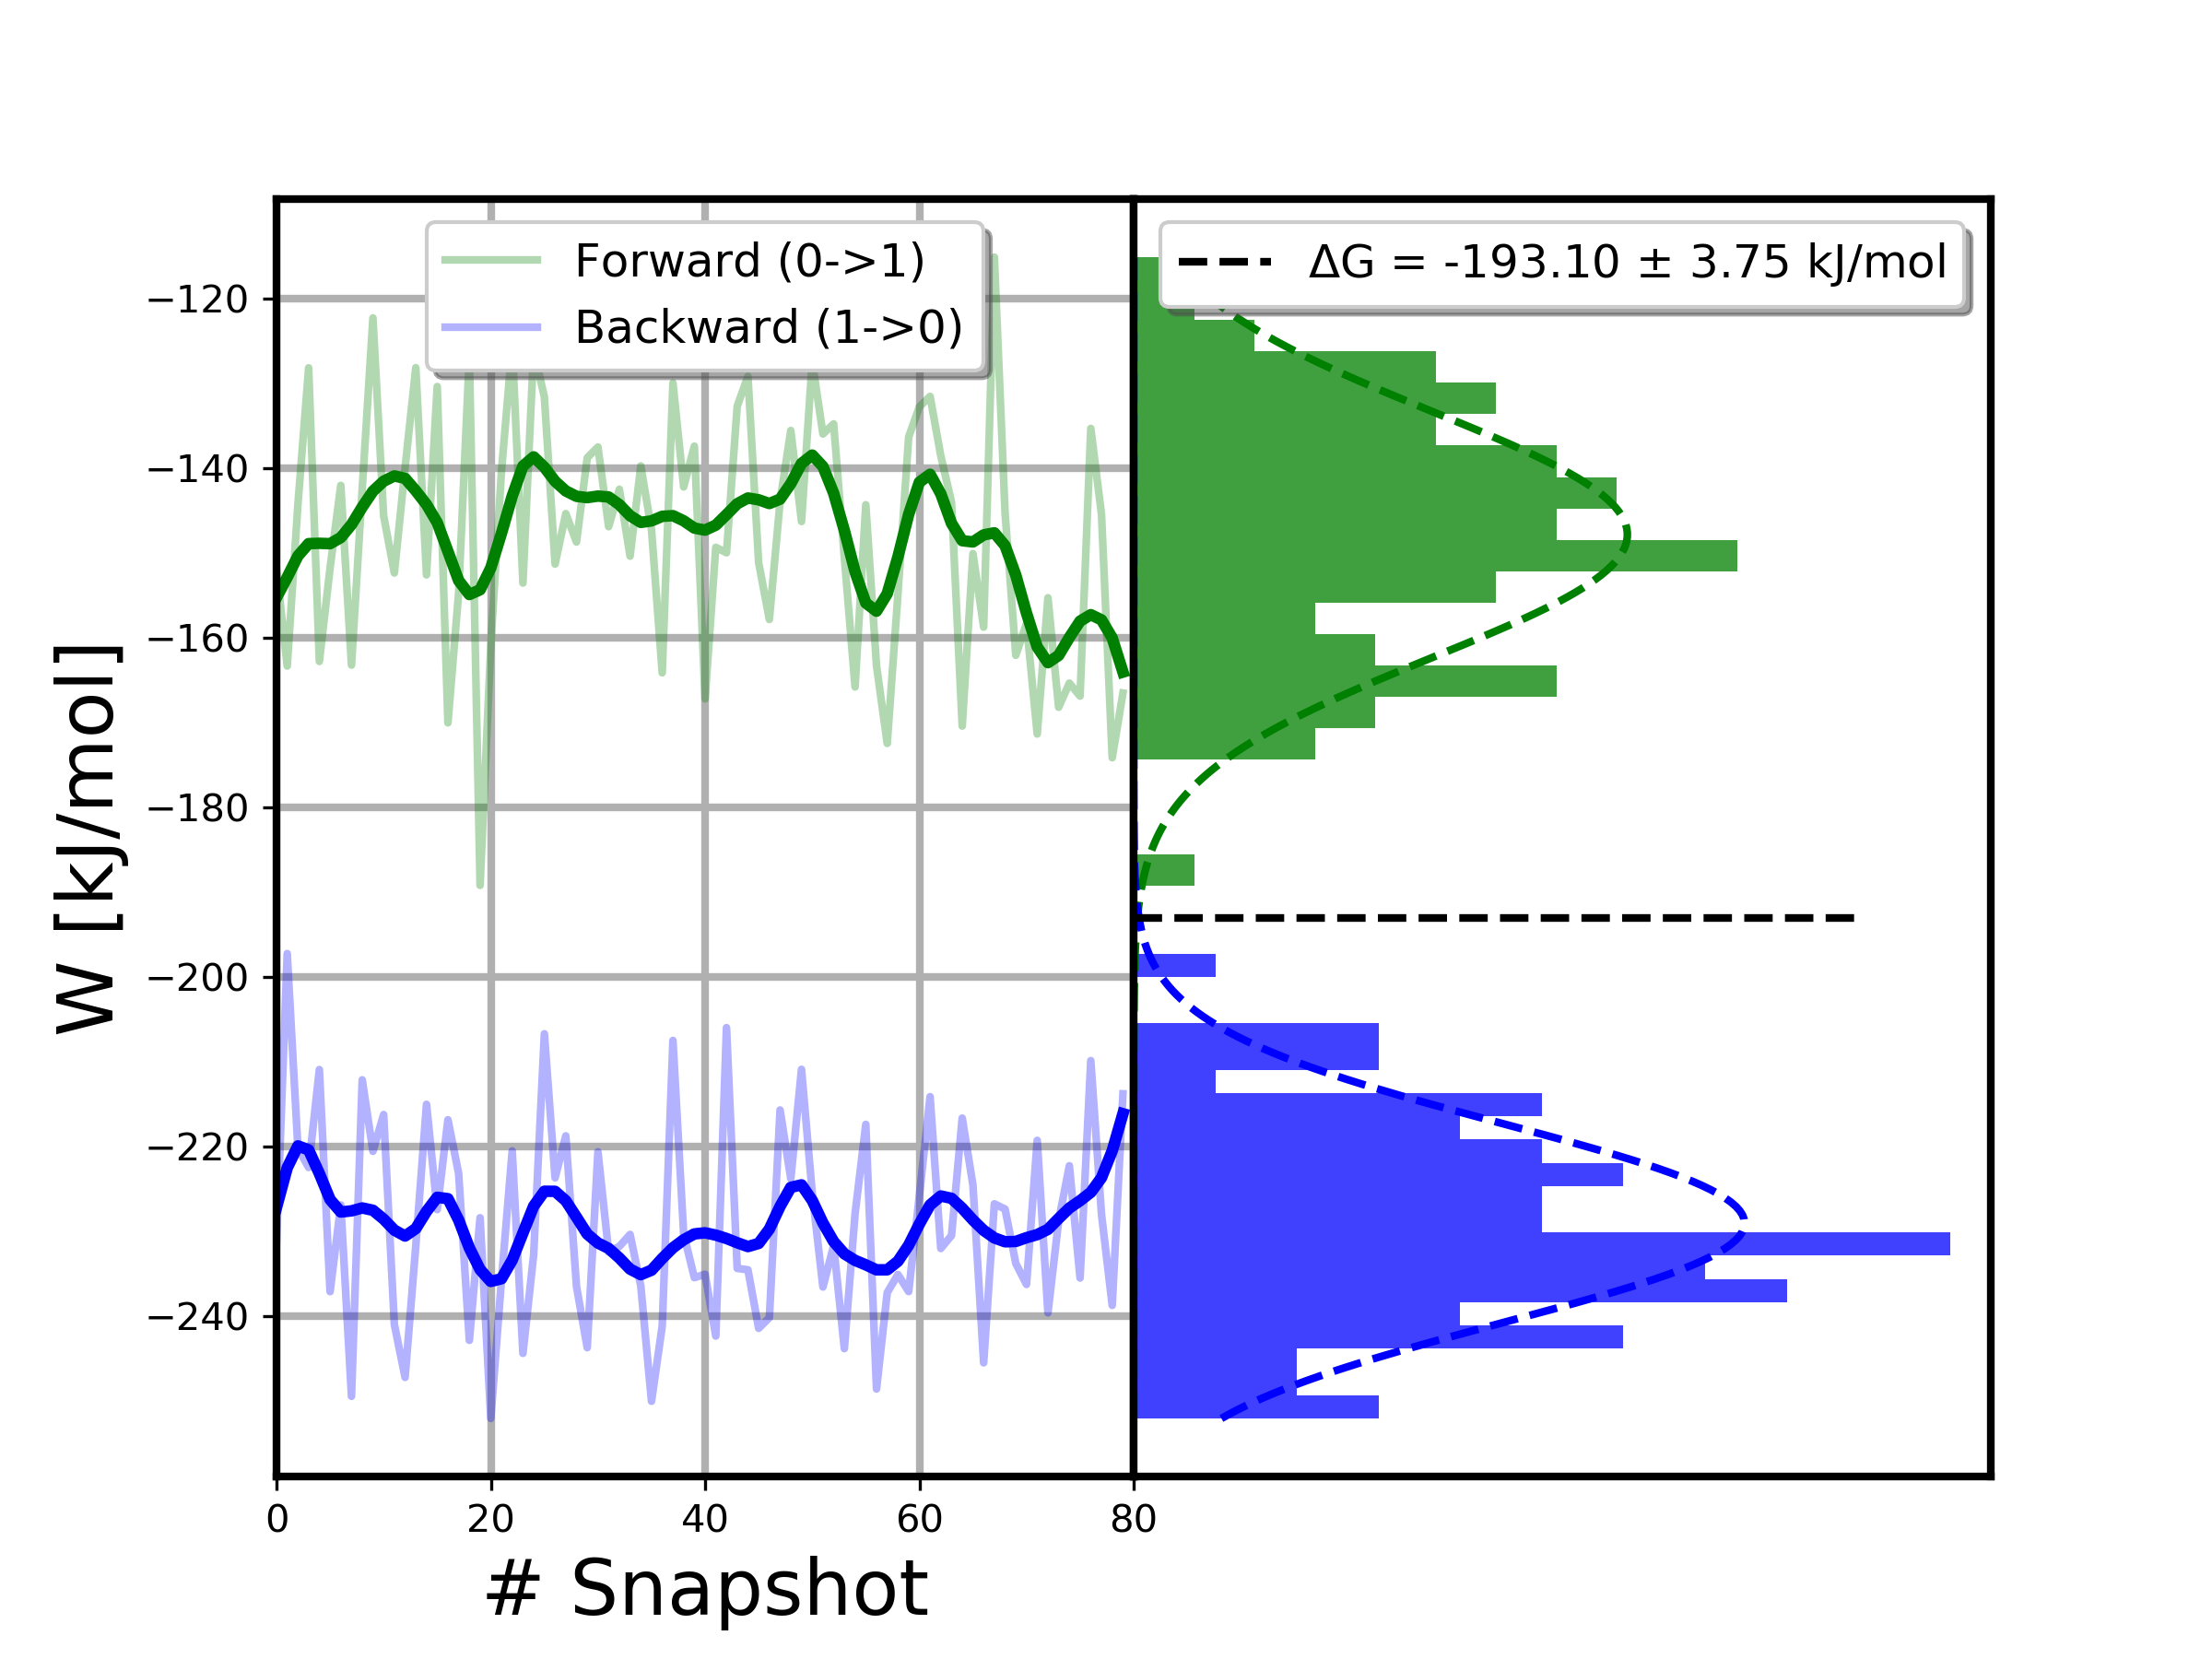 Forward (0->1)
Backward (1->0)
ΔG = -193.10 ± 3.75 kJ/mol
−120
−140
−160
−180
−200
−220
−240
W [kJ/mol]
0 20 40 60 80
# Snapshot